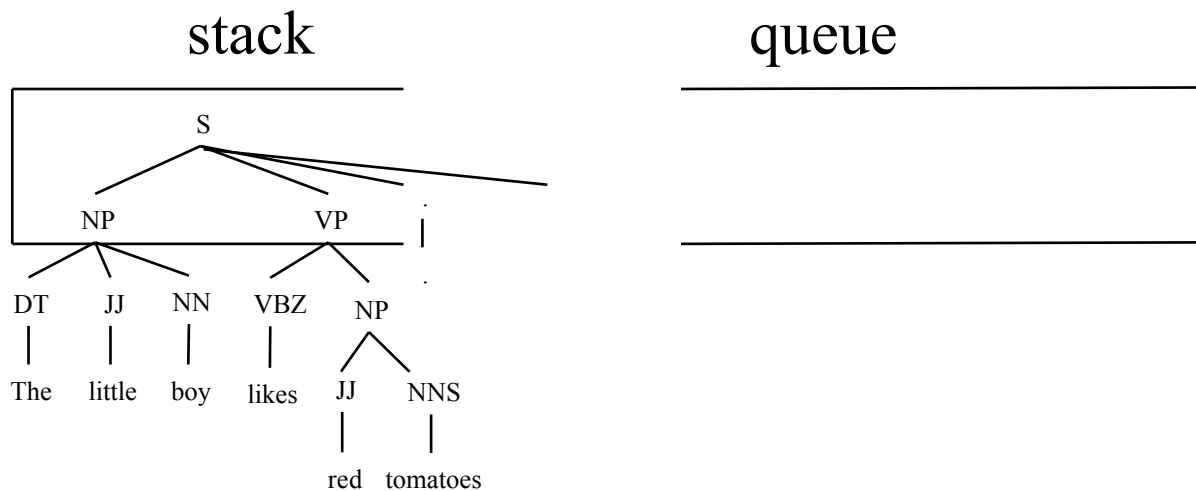 stack queue
S
NP VP .
DT JJ NN VBZ NP .
The little boy likes JJ NNS
red tomatoes